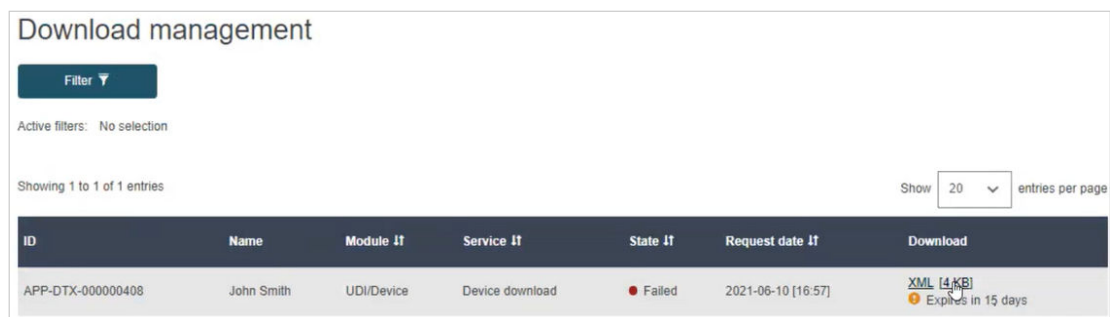 Download management
Filter
Active filters: No selection
Showing 1 to 1 of 1 entries
Show 20 entries per page
ID Name Module Service State Request date Download
APP-DTX-000000408 John Smith UDI/Device Device download Failed 2021-06-10 [16:57] XML [4 KB]
Expires in 15 days